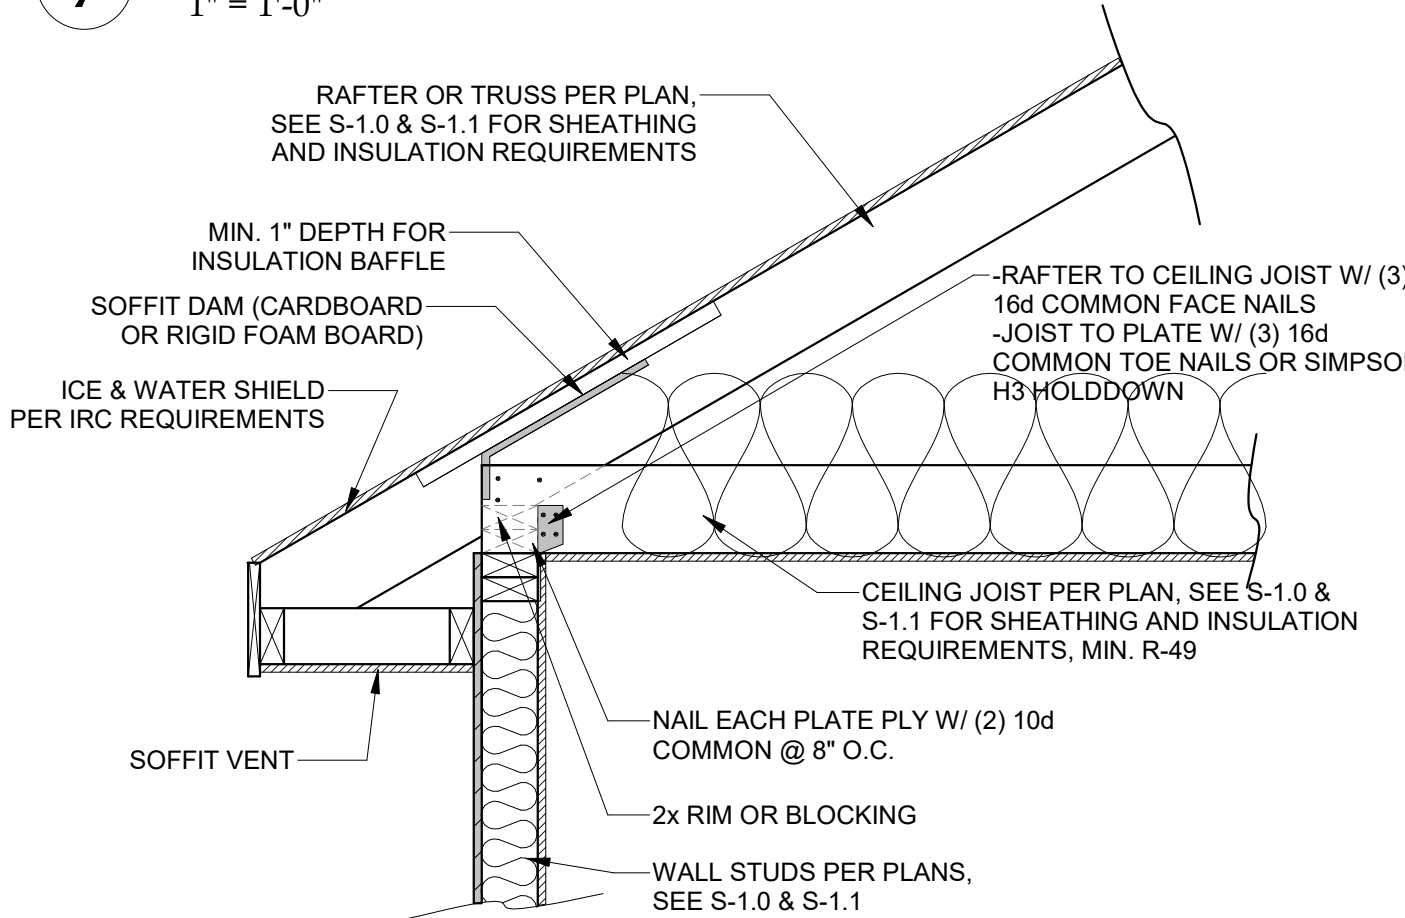 1" = 1'-0"
RAFTER OR TRUSS PER PLAN,
SEE S-1.0 & S-1.1 FOR SHEATHING
AND INSULATION REQUIREMENTS
MIN. 1" DEPTH FOR
INSULATION BAFFLE
SOFFIT DAM (CARDBOARD
OR RIGID FOAM BOARD)
ICE & WATER SHIELD
PER IRC REQUIREMENTS
-RAFTER TO CEILING JOIST W/ (3)
16d COMMON FACE NAILS
-JOIST TO PLATE W/ (3) 16d
COMMON TOE NAILS OR SIMPSO
H3 HOLDDOWN
CEILING JOIST PER PLAN, SEE S-1.0 &
S-1.1 FOR SHEATHING AND INSULATION
REQUIREMENTS, MIN. R-49
NAIL EACH PLATE PLY W/ (2) 10d
COMMON @ 8" O.C.
SOFFIT VENT
2x RIM OR BLOCKING
WALL STUDS PER PLANS,
SEE S-1.0 & S-1.1